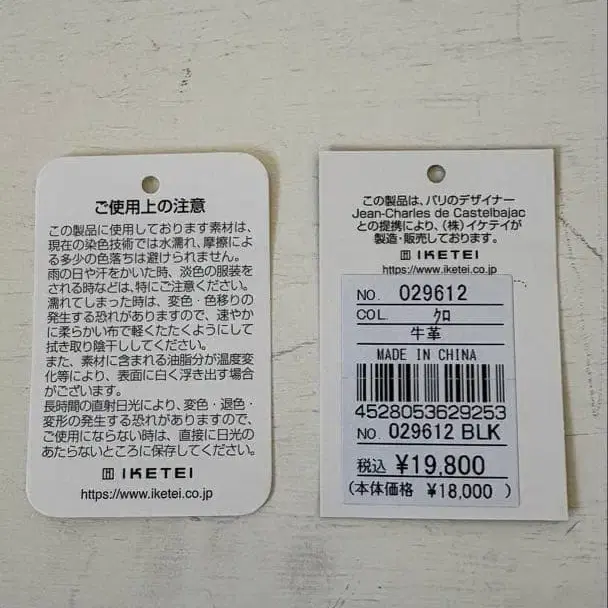 ご使用上の注意
この製品に使用しております素材は、
現在の染色技術では水濡れ、摩擦によ
る多少の色落ちは避けられません。
雨の日や汗をかいた時、淡色の服装を
される時などは、特にご注意ください。
濡れてしまった時は、変色・色移りの
発生する恐れがありますので、速やか
に柔らかい布で軽くたたくようにして
拭き取り陰干ししてください。
また、素材に含まれる油脂分が温度変
化等により、表面に白く浮き出す場合
がございます。
長時間の直射日光により、変色・退色・
変形の発生する恐れがありますので、
ご使用にならない時は、直接に日光の
あたらないところに保存してください。
IKETEI
https://www.iketei.co.jp
この製品は、パリのデザイナー
Jean-Charles de Castelbajac
との提携により、(株)イケテイが
製造・販売しております。
IKETEI
https://www.iketei.co.jp
NO. 029612
COL. クロ
牛革
MADE IN CHINA
4528053629253
NO. 029612 BLK
税込 ¥19,800
(本体価格 ¥18,000 )